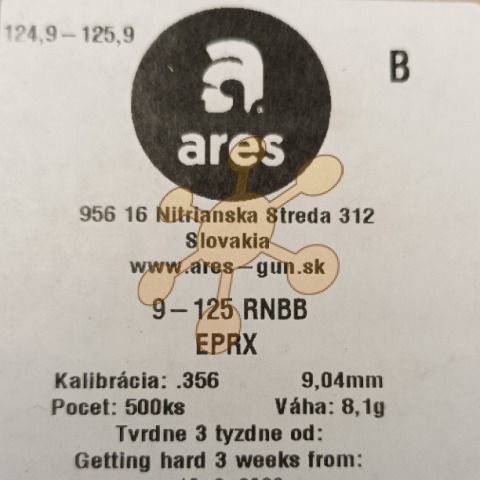 124,9–125,9
B
ares
956 16 Nitrianska Streda 312
Slovakia
www.ares-gun.sk
9–125 RNBB
EPRX
Kalibrácia: .356 9,04mm
Pocet: 500ks Váha: 8,1g
Tvrdne 3 tyzdne od:
Getting hard 3 weeks from: